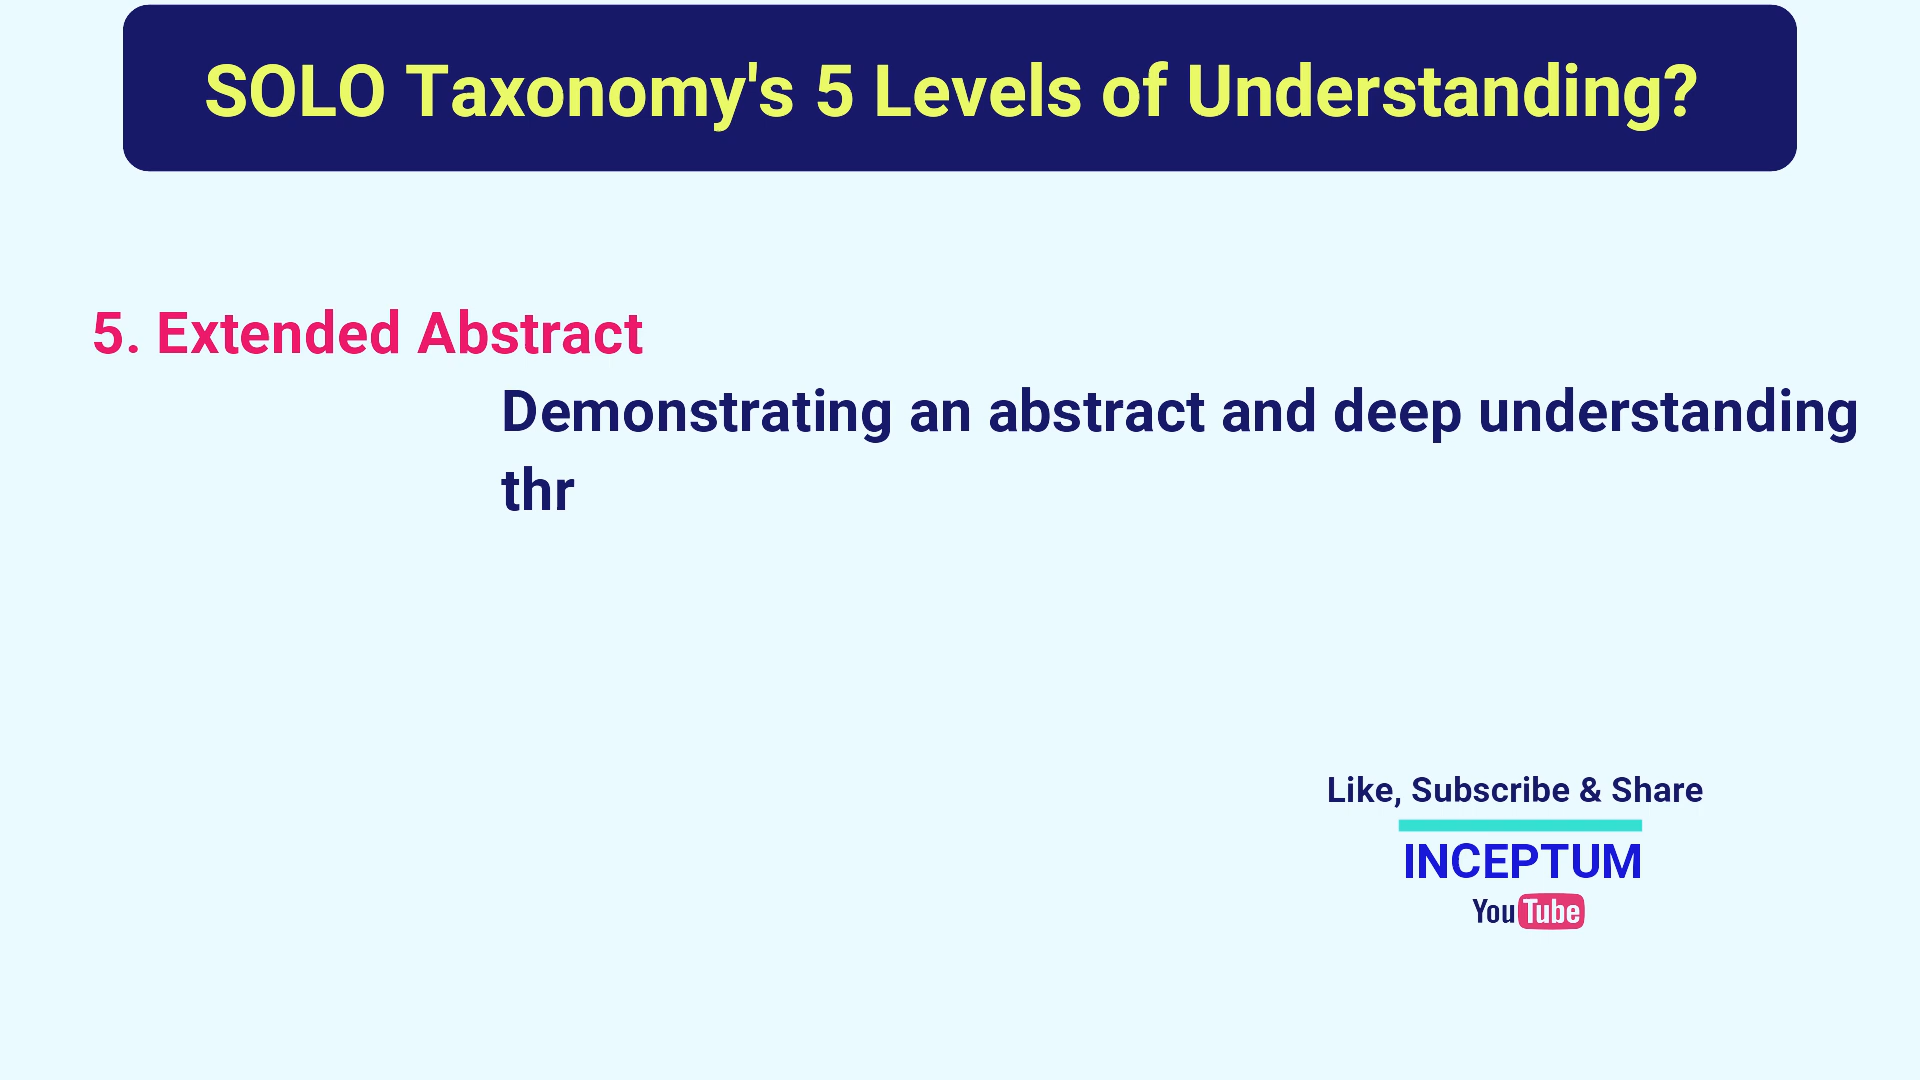 SOLO Taxonomy's 5 Levels of Understanding?
5. Extended Abstract
Demonstrating an abstract and deep understanding
thr
Like, Subscribe & Share
INCEPTUM
YouTube